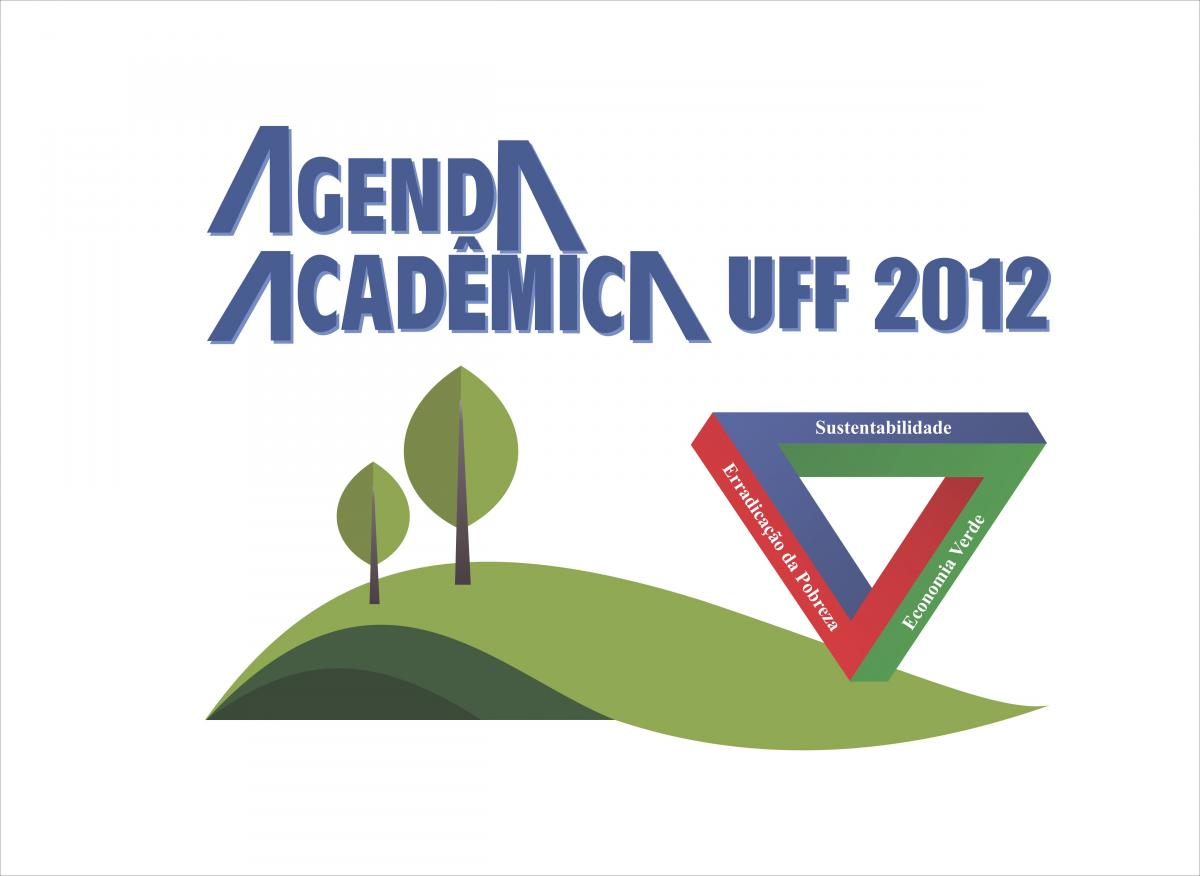 AGENDA
ACADÊMICA UFF 2012
Sustentabilidade
Erradicação da Pobreza
Economia Verde